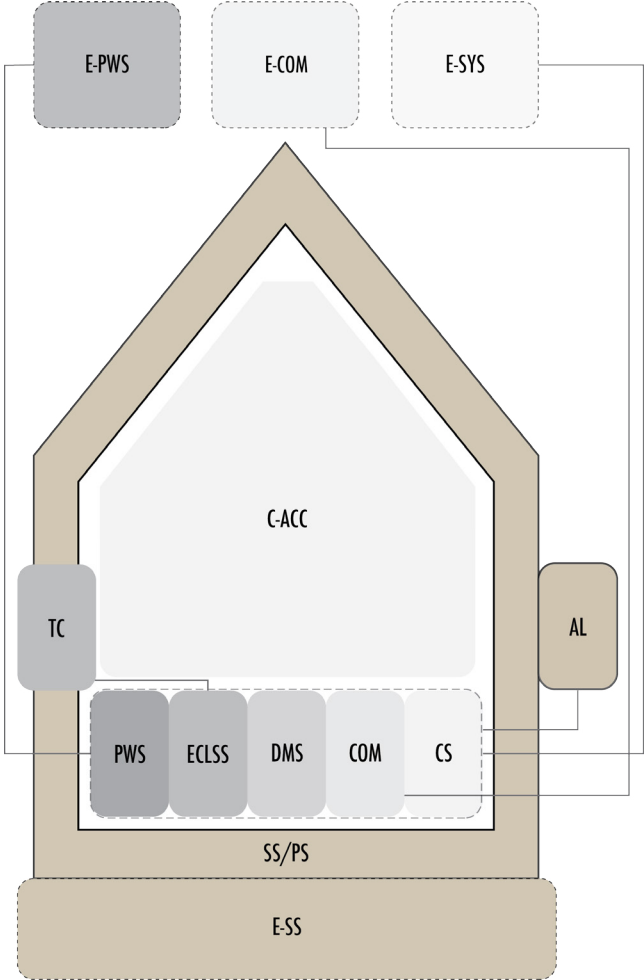 E-PWS
E-COM
E-SYS
C-ACC
TC
AL
PWS
ECLSS
DMS
COM
CS
SS/PS
E-SS